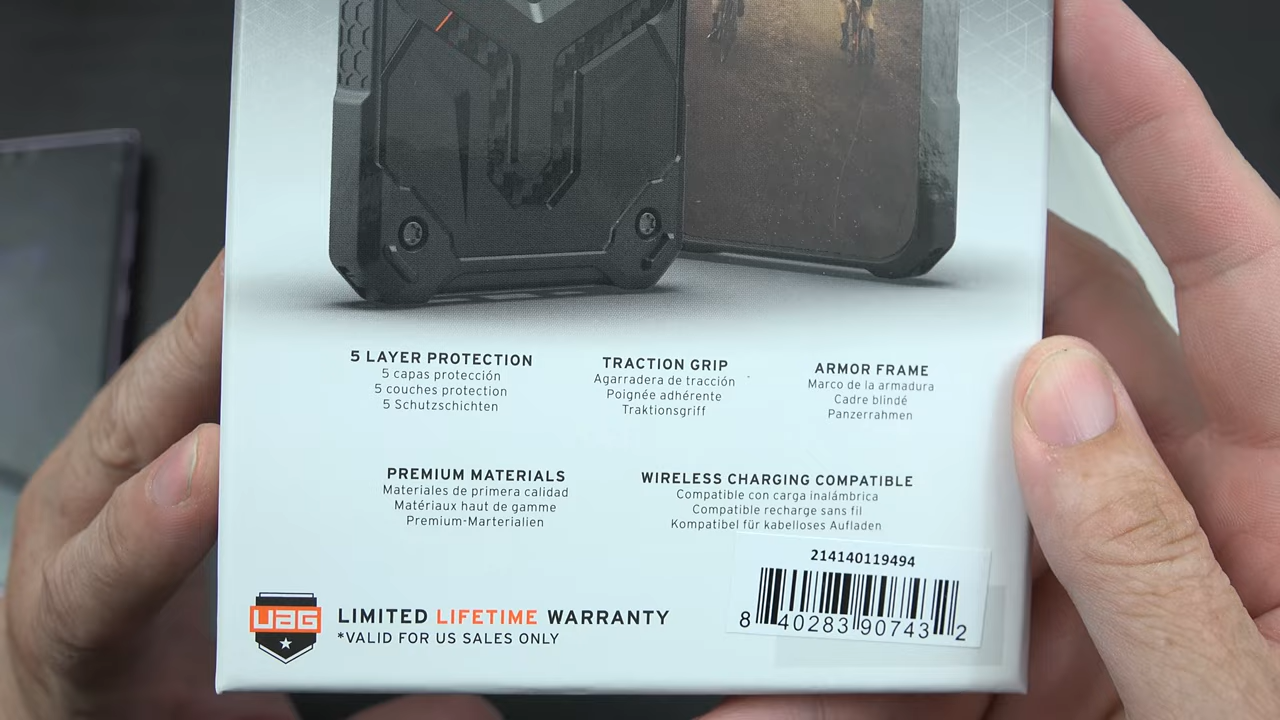 5 LAYER PROTECTION
5 capas protección
5 couches protection
5 Schutzschichten
TRACTION GRIP
Agarradera de tracción
Poignée adhérente
Traktionsgriff
ARMOR FRAME
Marco de la armadura
Cadre blindé
Panzerrahmen
PREMIUM MATERIALS
Materiales de primera calidad
Matériaux haut de gamme
Premium-Marterialien
WIRELESS CHARGING COMPATIBLE
Compatible con carga inalámbrica
Compatible recharge sans fil
Kompatibel für kabelloses Aufladen
214140119494
8 40283 90743 2
UAG
LIMITED LIFETIME WARRANTY
*VALID FOR US SALES ONLY